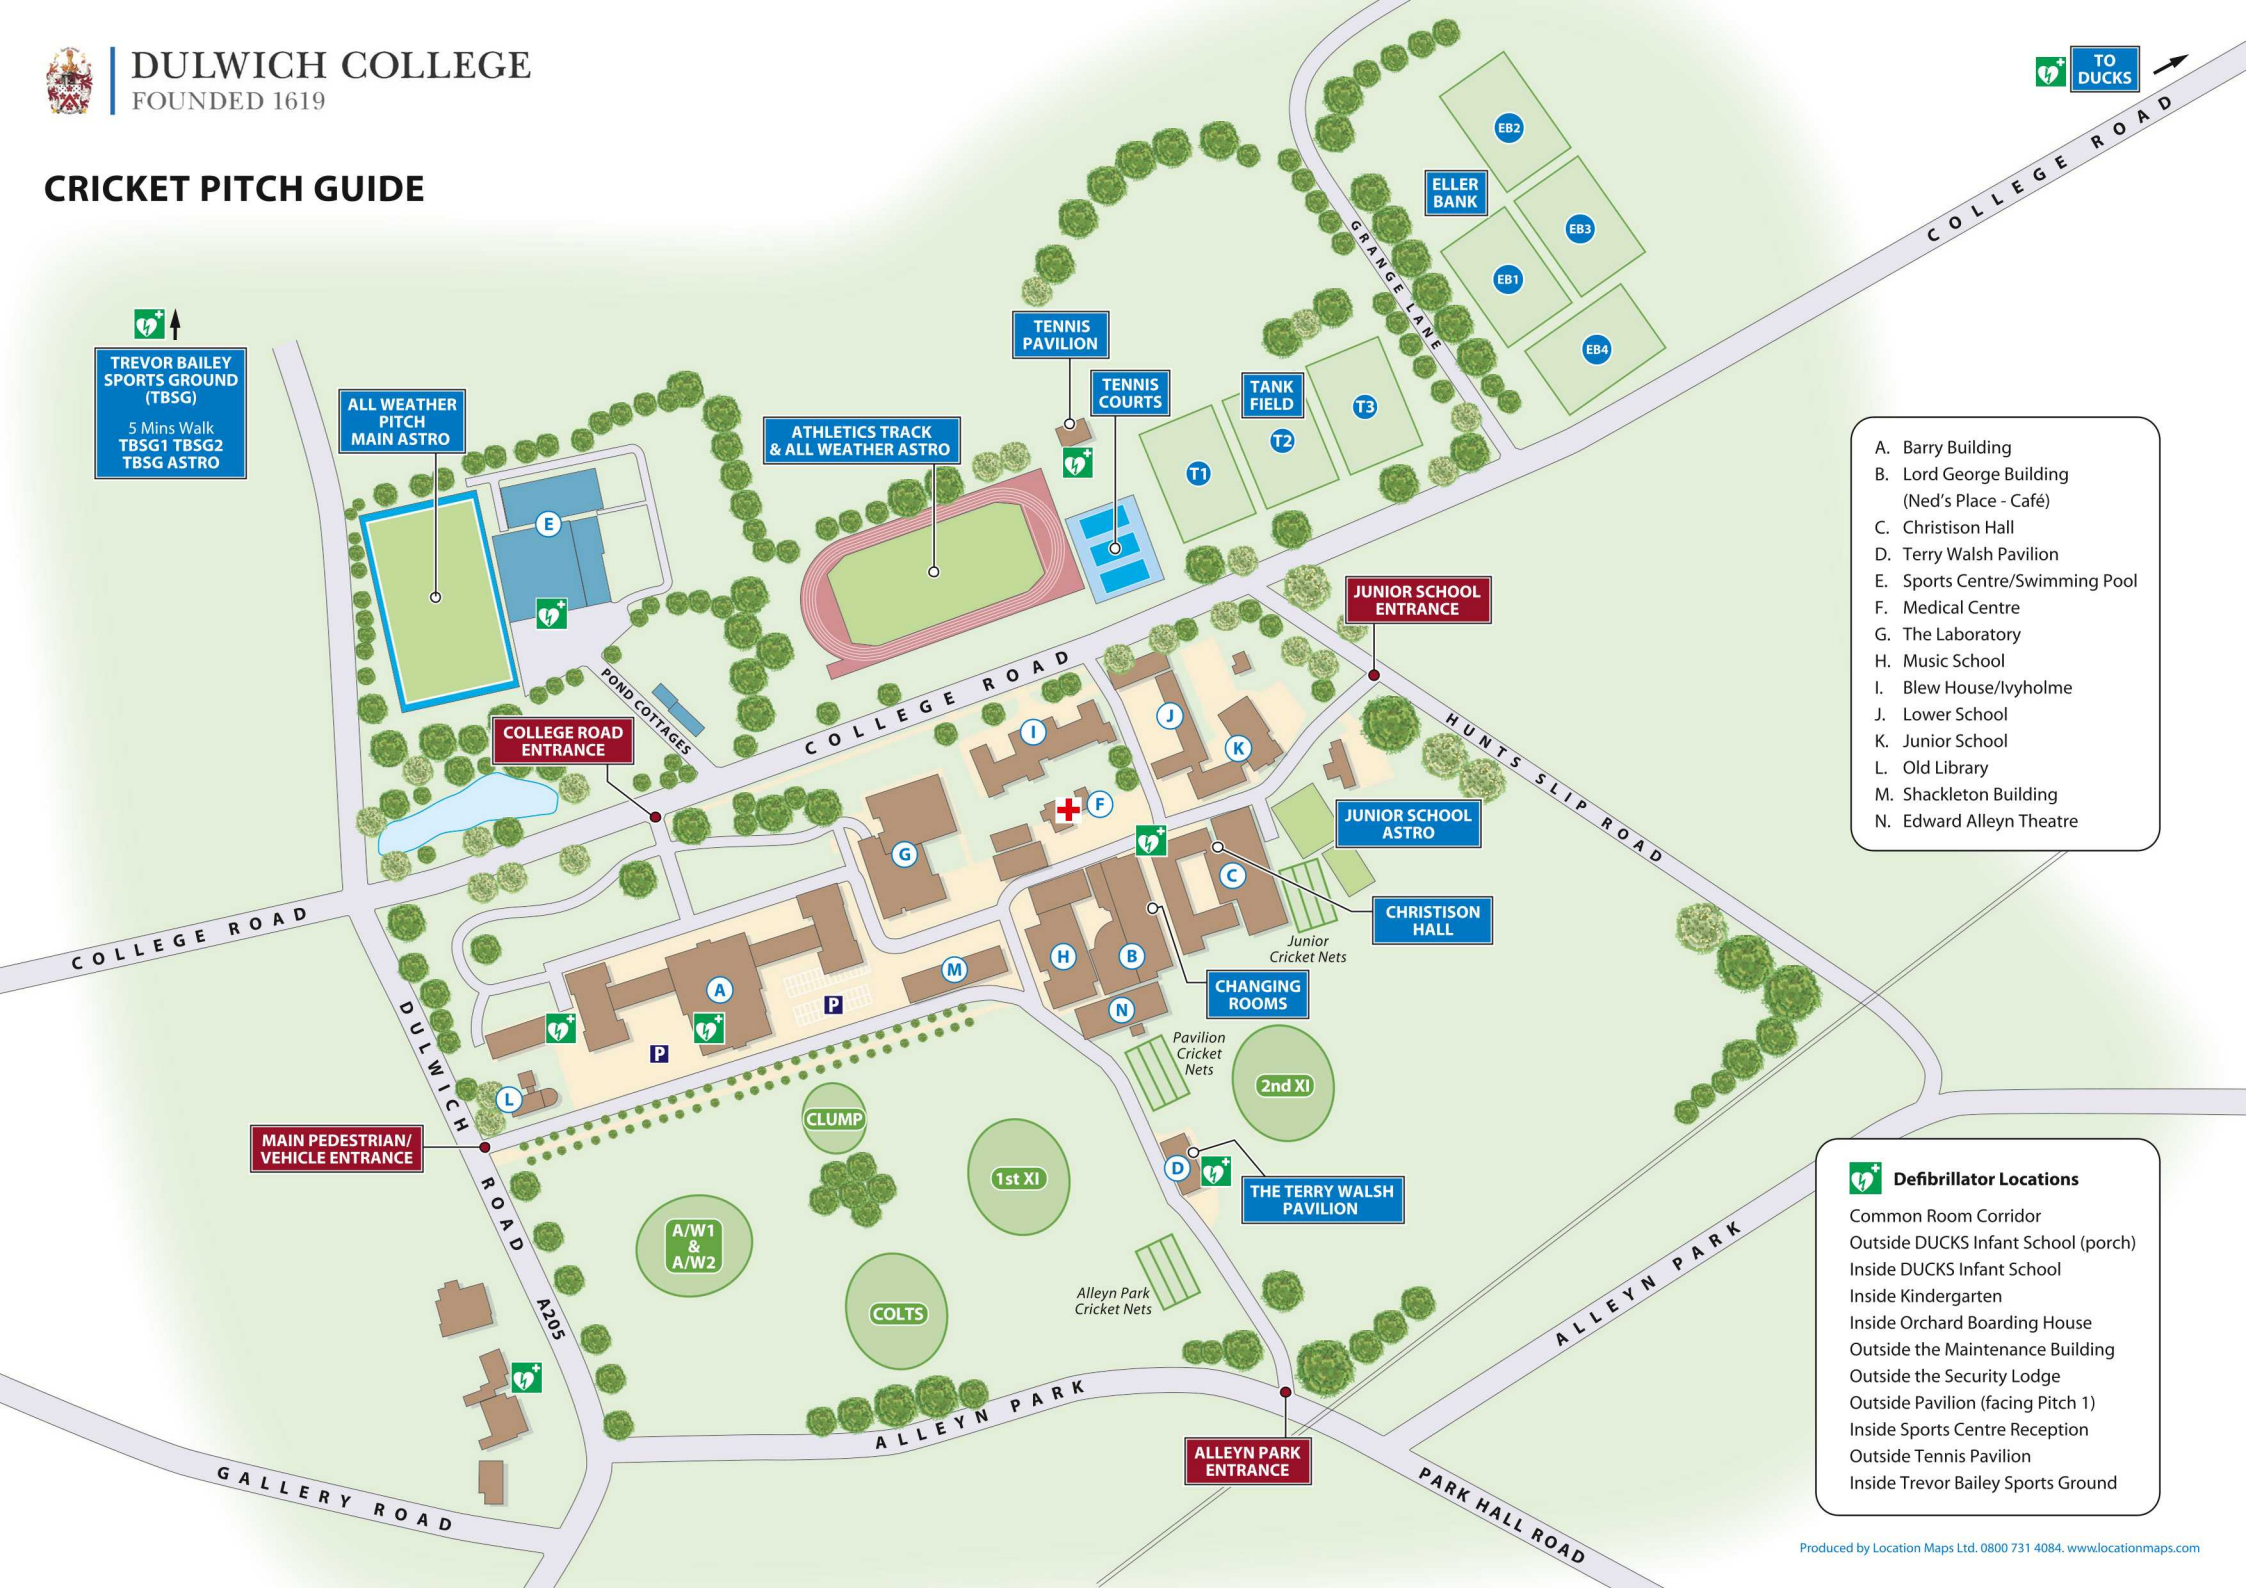 DULWICH COLLEGE
FOUNDED 1619
CRICKET PITCH GUIDE
TO
DUCKS
COLLEGE ROAD
EB2
ELLER
BANK
EB3
EB1
EB4
GRANGE LANE
TREVOR BAILEY
SPORTS GROUND
(TBSG)
5 Mins Walk
TBSG1 TBSG2
TBSG ASTRO
ALL WEATHER
PITCH
MAIN ASTRO
TENNIS
PAVILION
TENNIS
COURTS
TANK
FIELD
T3
T2
T1
ATHLETICS TRACK
& ALL WEATHER ASTRO
E
JUNIOR SCHOOL
ENTRANCE
COLLEGE ROAD
POND COTTAGES
COLLEGE ROAD
ENTRANCE
HUNTS SLIP ROAD
I
J
K
F
G
JUNIOR SCHOOL
ASTRO
C
CHRISTISON
HALL
Junior
Cricket Nets
COLLEGE ROAD
H
B
M
A
P
P
CHANGING
ROOMS
N
Pavilion
Cricket
Nets
2nd XI
DULWICH ROAD A205
L
MAIN PEDESTRIAN/
VEHICLE ENTRANCE
CLUMP
1st XI
D
THE TERRY WALSH
PAVILION
A/W1
&
A/W2
COLTS
Alleyn Park
Cricket Nets
ALLEYN PARK
ALLEYN PARK
ALLEYN PARK
ENTRANCE
GALLERY ROAD
PARK HALL ROAD
A. Barry Building
B. Lord George Building
(Ned's Place - Café)
C. Christison Hall
D. Terry Walsh Pavilion
E. Sports Centre/Swimming Pool
F. Medical Centre
G. The Laboratory
H. Music School
I. Blew House/Ivyholme
J. Lower School
K. Junior School
L. Old Library
M. Shackleton Building
N. Edward Alleyn Theatre
Defibrillator Locations
Common Room Corridor
Outside DUCKS Infant School (porch)
Inside DUCKS Infant School
Inside Kindergarten
Inside Orchard Boarding House
Outside the Maintenance Building
Outside the Security Lodge
Outside Pavilion (facing Pitch 1)
Inside Sports Centre Reception
Outside Tennis Pavilion
Inside Trevor Bailey Sports Ground
Produced by Location Maps Ltd. 0800 731 4084. www.locationmaps.com